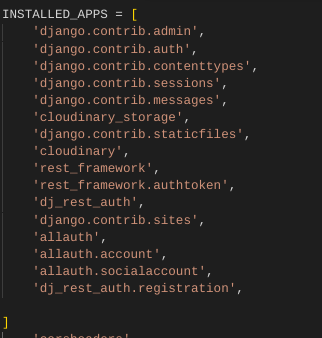 INSTALLED_APPS = [
    'django.contrib.admin',
    'django.contrib.auth',
    'django.contrib.contenttypes',
    'django.contrib.sessions',
    'django.contrib.messages',
    'cloudinary_storage',
    'django.contrib.staticfiles',
    'cloudinary',
    'rest_framework',
    'rest_framework.authtoken',
    'dj_rest_auth',
    'django.contrib.sites',
    'allauth',
    'allauth.account',
    'allauth.socialaccount',
    'dj_rest_auth.registration',
]